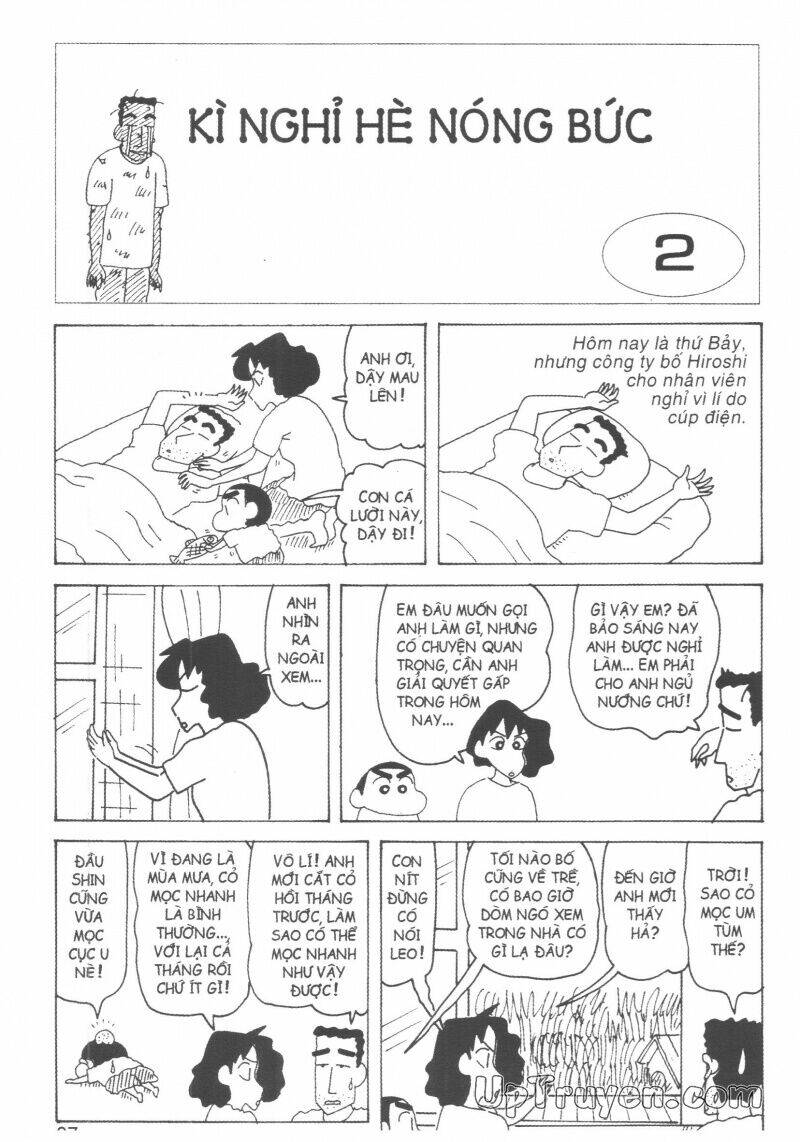 KÌ NGHỈ HÈ NÓNG BỨC
2
Hôm nay là thứ Bảy,
nhưng công ty bố Hiroshi
cho nhân viên
nghỉ vì lí do
cúp điện.
ANH ƠI,
DẬY MAU
LÊN!
CON CÁ
LƯỜI NÀY,
DẬY ĐI!
GÌ VẬY EM? ĐÃ
BẢO SÁNG NAY
ANH ĐƯỢC NGHỈ
LÀM... EM PHẢI
CHO ANH NGỦ
NƯỚNG CHỨ!
EM ĐÂU MUỐN GỌI
ANH LÀM GÌ, NHƯNG
CÓ CHUYỆN QUAN
TRỌNG, CẦN ANH
GIẢI QUYẾT GẤP
TRONG HÔM
NAY...
ANH
NHÌN
RA
NGOÀI
XEM...
TRỜI!
SAO CỎ
MỌC UM
TÙM
THẾ?
ĐẾN GIỜ
ANH MỚI
THẤY
HẢ?
TỐI NÀO BỐ
CŨNG VỀ TRỄ,
CÓ BAO GIỜ
DÒM NGÓ XEM
TRONG NHÀ CÓ
GÌ LẠ ĐÂU?
CON
NÍT
ĐỪNG
CÓ
NÓI
LEO!
VÔ LÍ! ANH
MỚI CẮT CỎ
HỒI THÁNG
TRƯỚC, LÀM
SAO CÓ THỂ
MỌC NHANH
NHƯ VẬY
ĐƯỢC!
VÌ ĐANG LÀ
MÙA MƯA, CỎ
MỌC NHANH
LÀ BÌNH
THƯỜNG...
VỚI LẠI CẢ
THÁNG RỒI
CHỨ ÍT GÌ!
ĐẦU
SHIN
CŨNG
VỪA
MỌC
CỤC U
NÈ!
UpTruyen.com